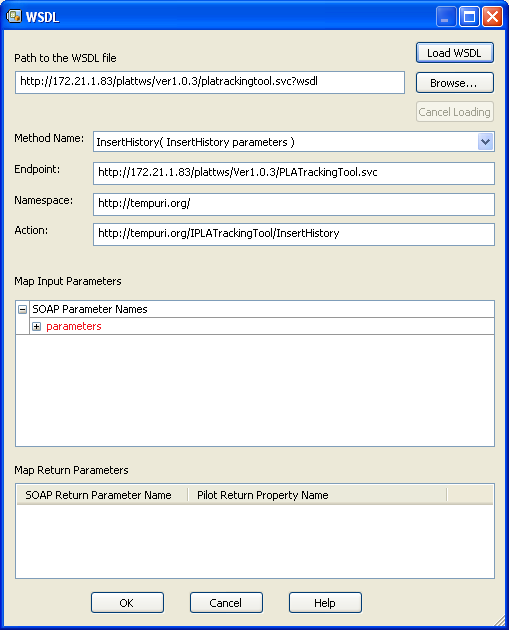 WSDL
Path to the WSDL file
Load WSDL
http://172.21.1.83/plattws/ver1.0.3/platrackingtool.svc?wsdl
Browse...
Cancel Loading
Method Name:
InsertHistory( InsertHistory parameters )
Endpoint:
http://172.21.1.83/plattws/Ver1.0.3/PLATrackingTool.svc
Namespace:
http://tempuri.org/
Action:
http://tempuri.org/IPLATrackingTool/InsertHistory
Map Input Parameters
SOAP Parameter Names
parameters
Map Return Parameters
SOAP Return Parameter Name
Pilot Return Property Name
OK
Cancel
Help